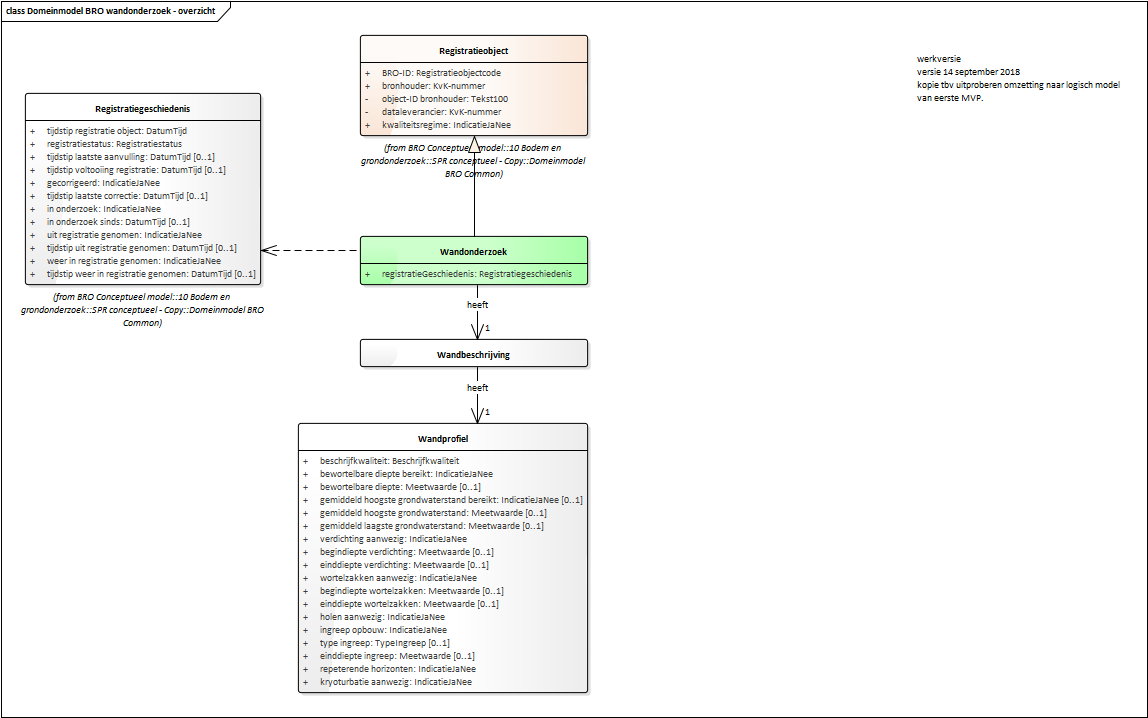 class Domeinmodel BRO wandonderzoek - overzicht
werkversie
versie 14 september 2018
kopie tbv uitproberen omzetting naar logisch model
van eerste MVP.
Registratieobject
+ BRO-ID: Registratieobjectcode
+ bronhouder: KvK-nummer
- object-ID bronhouder: Tekst100
- dataleverancier: KvK-nummer
+ kwaliteitsregime: IndicatieJaNee
(from BRO Conceptueel model::10 Bodem en
grondonderzoek::SPR conceptueel - Copy::Domeinmodel
BRO Common)
Registratiegeschiedenis
+ tijdstip registratie object: DatumTijd
+ registratiestatus: Registratiestatus
+ tijdstip laatste aanvulling: DatumTijd [0..1]
+ tijdstip voltooiing registratie: DatumTijd [0..1]
+ gecorrigeerd: IndicatieJaNee
+ tijdstip laatste correctie: DatumTijd [0..1]
+ in onderzoek: IndicatieJaNee
+ in onderzoek sinds: DatumTijd [0..1]
+ uit registratie genomen: IndicatieJaNee
+ tijdstip uit registratie genomen: DatumTijd [0..1]
+ weer in registratie genomen: IndicatieJaNee
+ tijdstip weer in registratie genomen: DatumTijd [0..1]
(from BRO Conceptueel model::10 Bodem en
grondonderzoek::SPR conceptueel - Copy::Domeinmodel BRO
Common)
Wandonderzoek
+ registratieGeschiedenis: Registratiegeschiedenis
heeft
1
Wandbeschrijving
heeft
1
Wandprofiel
+ beschrijfkwaliteit: Beschrijfkwaliteit
+ bewortelbare diepte bereikt: IndicatieJaNee
+ bewortelbare diepte: Meetwaarde [0..1]
+ gemiddeld hoogste grondwaterstand bereikt: IndicatieJaNee [0..1]
+ gemiddeld hoogste grondwaterstand: Meetwaarde [0..1]
+ gemiddeld laagste grondwaterstand: Meetwaarde [0..1]
+ verdichting aanwezig: IndicatieJaNee
+ begindiepte verdichting: Meetwaarde [0..1]
+ einddiepte verdichting: Meetwaarde [0..1]
+ wortelzakken aanwezig: IndicatieJaNee
+ begindiepte wortelzakken: Meetwaarde [0..1]
+ einddiepte wortelzakken: Meetwaarde [0..1]
+ holen aanwezig: IndicatieJaNee
+ ingreep opbouw: IndicatieJaNee
+ type ingreep: TypeIngreep [0..1]
+ einddiepte ingreep: Meetwaarde [0..1]
+ repeterende horizonten: IndicatieJaNee
+ kryoturbatie aanwezig: IndicatieJaNee